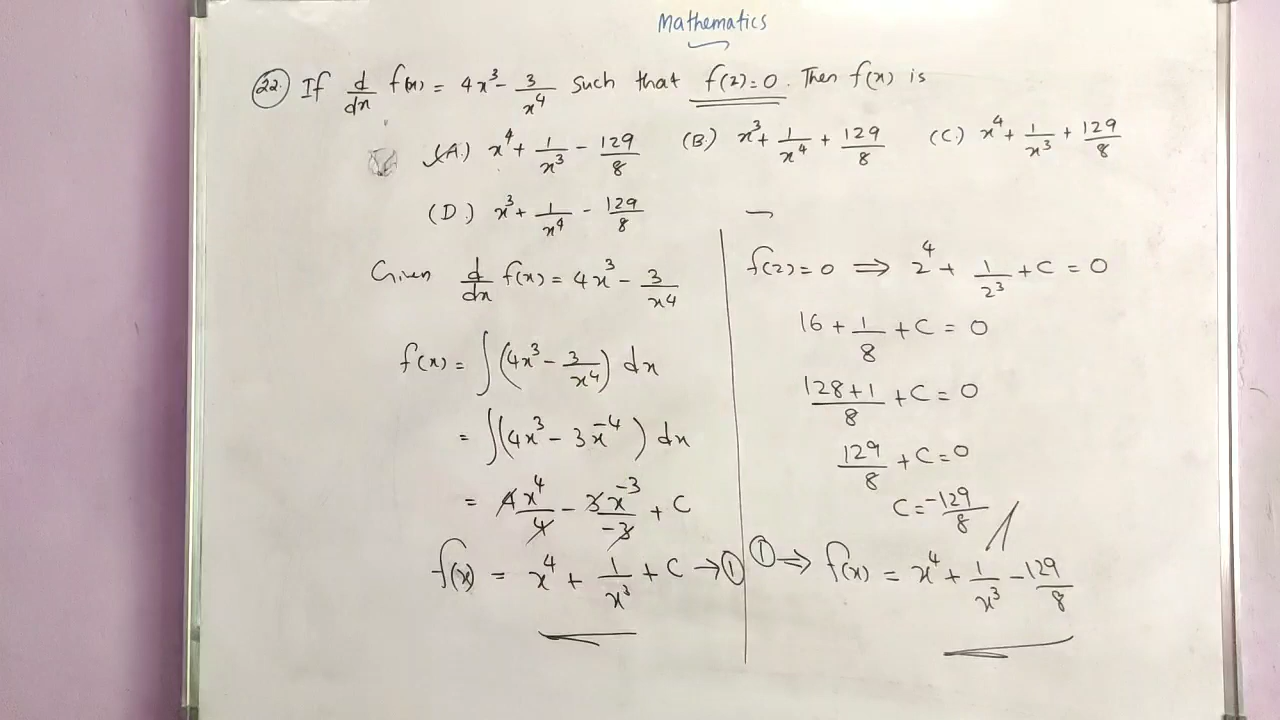 Mathematics
22. If d/dx f(x) = 4x³ - 3/x⁴ such that f(2)=0. Then f(x) is
(A.) x⁴ + 1/x³ - 129/8 (B.) x³ + 1/x⁴ + 129/8 (C.) x⁴ + 1/x³ + 129/8
(D.) x³ + 1/x⁴ - 129/8
Given d/dx f(x) = 4x³ - 3/x⁴
f(x) = ∫(4x³ - 3/x⁴) dx
= ∫(4x³ - 3x⁻⁴) dx
= 4x⁴/4 - 3x⁻³/-3 + C
f(x) = x⁴ + 1/x³ + C → ①
f(2)=0 ⇒ 2⁴ + 1/2³ + C = 0
16 + 1/8 + C = 0
128+1/8 + C = 0
129/8 + C = 0
C = -129/8
① ⇒ f(x) = x⁴ + 1/x³ - 129/8